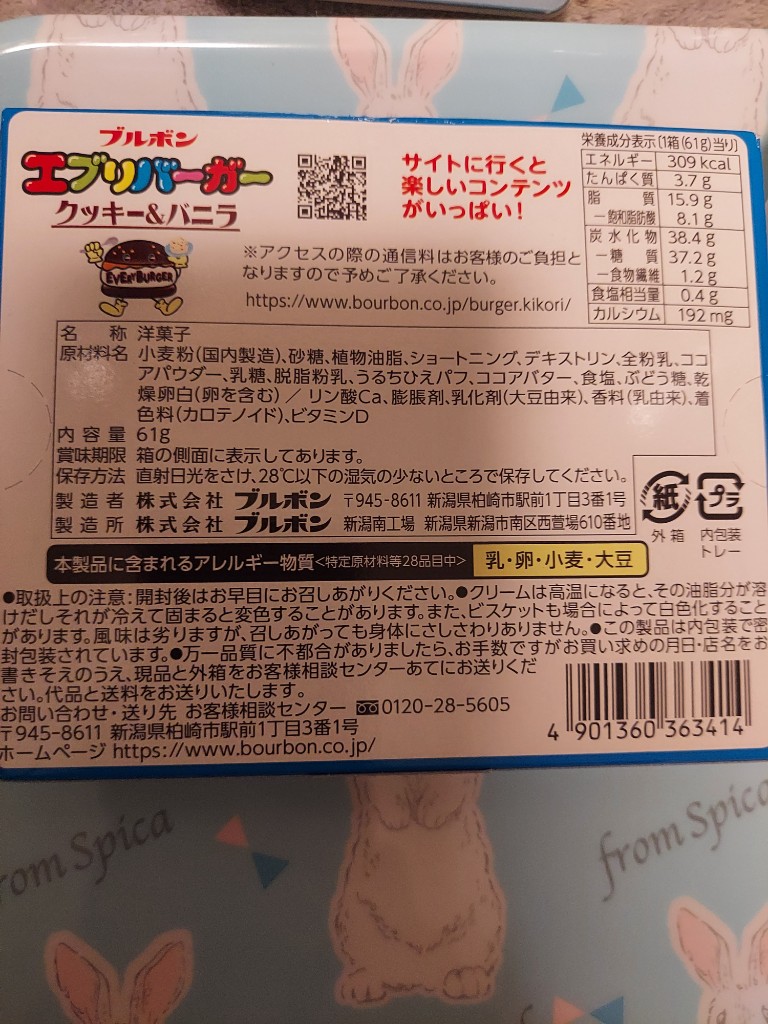 ブルボン
エブリバーガー
クッキー&バニラ
EVERYBURGER
サイトに行くと
楽しいコンテンツ
がいっぱい!
※アクセスの際の通信料はお客様のご負担と
なりますので予めご了承ください。
https://www.bourbon.co.jp/burger.kikori/
栄養成分表示(1箱(61g)当り)
エネルギー 309 kcal
たんぱく質 3.7 g
脂質 15.9 g
―飽和脂肪酸 8.1 g
炭水化物 38.4 g
―糖質 37.2 g
―食物繊維 1.2 g
食塩相当量 0.4 g
カルシウム 192 mg
名称 洋菓子
原材料名 小麦粉(国内製造)、砂糖、植物油脂、ショートニング、デキストリン、全粉乳、ココ
アパウダー、乳糖、脱脂粉乳、うるちひえパフ、ココアバター、食塩、ぶどう糖、乾
燥卵白(卵を含む) / リン酸Ca、膨脹剤、乳化剤(大豆由来)、香料(乳由来)、着
色料(カロテノイド)、ビタミンD
内容量 61g
賞味期限 箱の側面に表示してあります。
保存方法 直射日光をさけ、28℃以下の湿気の少ないところで保存してください。
製造者 株式会社 ブルボン 〒945-8611 新潟県柏崎市駅前1丁目3番1号
製造所 株式会社 ブルボン 新潟南工場 新潟県新潟市南区西萱場610番地
紙 プラ
外箱 内包装
トレー
本製品に含まれるアレルギー物質<特定原材料等28品目中> 乳・卵・小麦・大豆
●取扱上の注意:開封後はお早目にお召しあがりください。●クリームは高温になると、その油脂分が溶
けだしそれが冷えて固まると変色することがあります。また、ビスケットも場合によって白色化すること
があります。風味は劣りますが、召しあがっても身体にさしさわりありません。●この製品は内包装で密
封包装されています。●万一品質に不都合がありましたら、お手数ですがお買い求めの月日・店名をお
書きそえのうえ、現品と外箱をお客様相談センターあてにお送りくだ
さい。代品と送料をお送りいたします。
お問い合わせ・送り先 お客様相談センター 0120-28-5605
〒945-8611 新潟県柏崎市駅前1丁目3番1号
ホームページ https://www.bourbon.co.jp/
4 901360 363414
from Spica
from Spica